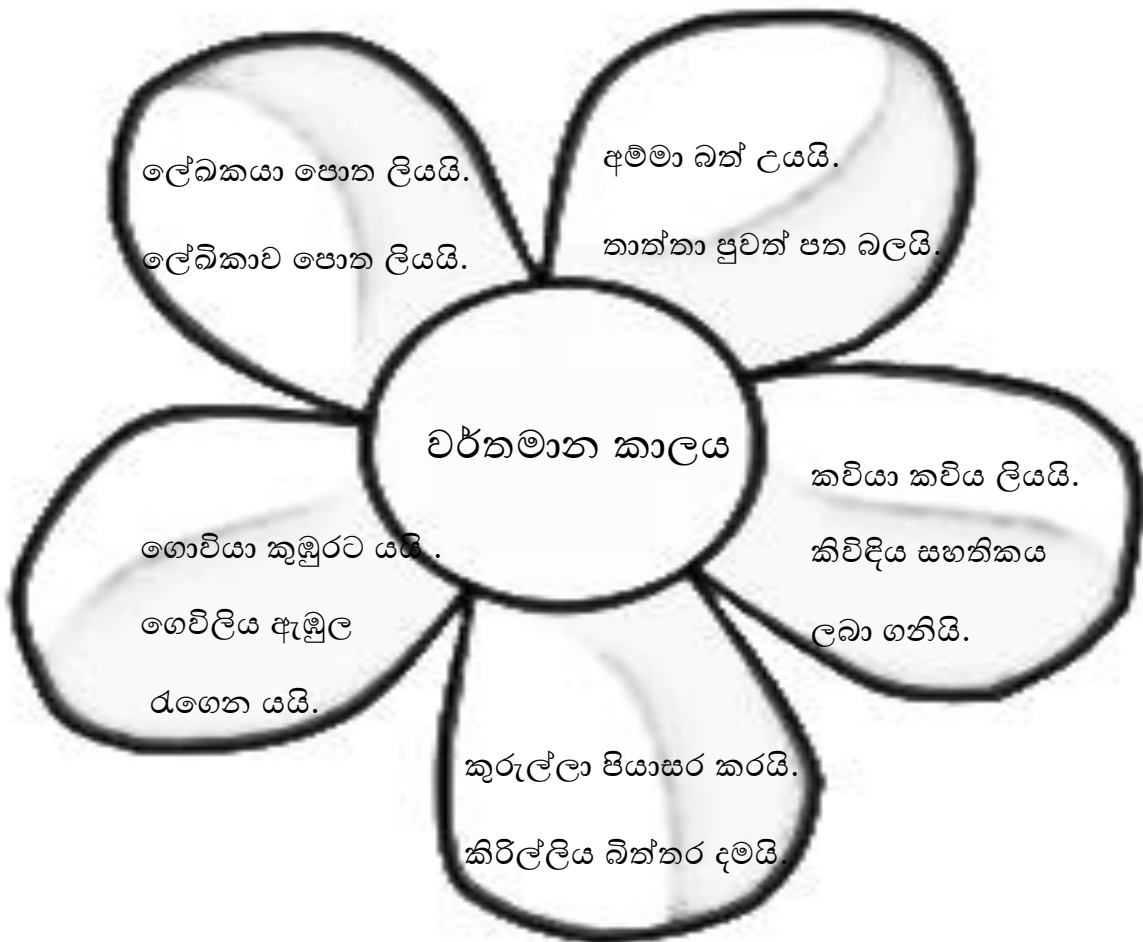 ලේඛකයා පොත ලියයි.
ලේඛිකාව පොත ලියයි.
අම්මා බත් උයයි.
තාත්තා පුවත් පත බලයි.
වර්තමාන කාලය
කවියා කවිය ලියයි.
කිවිඳිය සහතිකය
ලබා ගනියි.
ගොවියා කුඹුරට යයි .
ගෙවිලිය ඇඹුල
රැගෙන යයි.
කුරුල්ලා පියාසර කරයි.
කිරිල්ලිය බිත්තර දමයි.